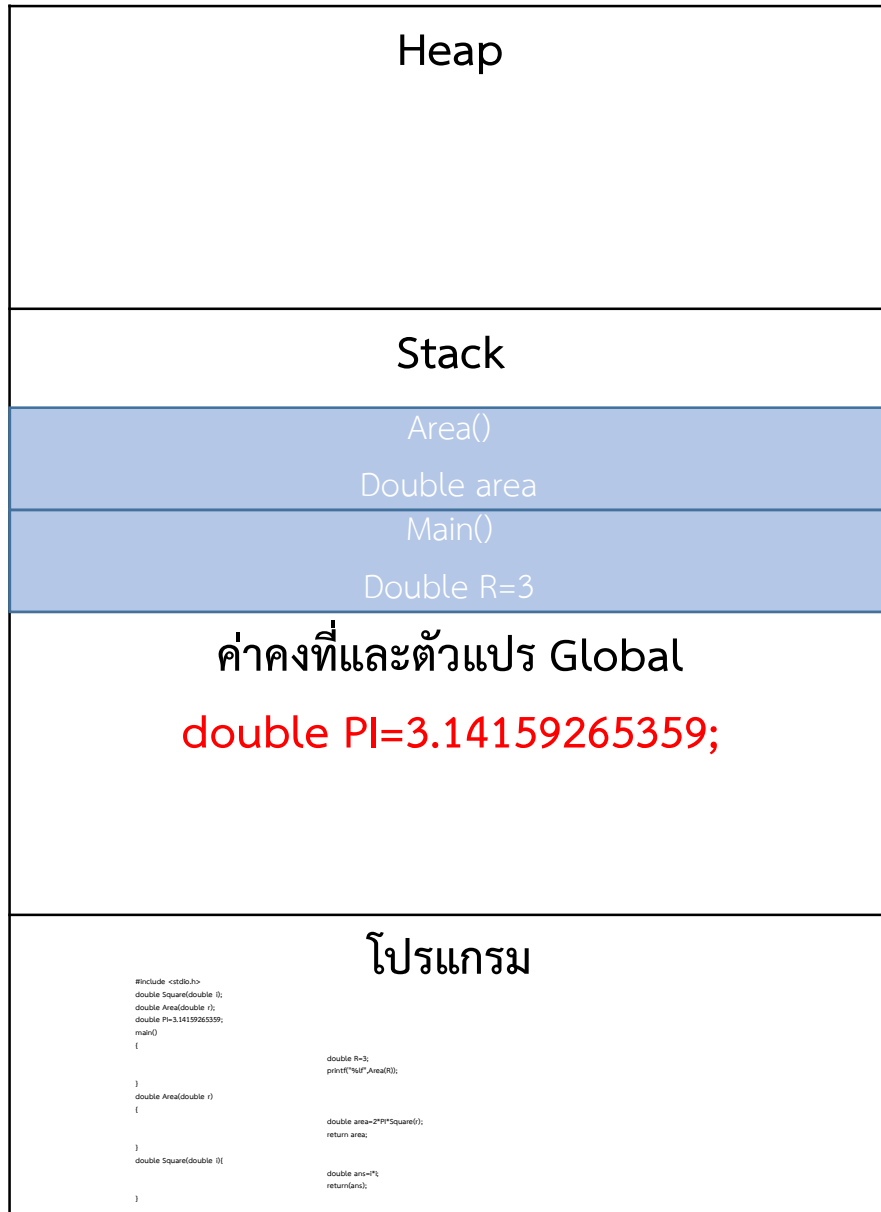 Heap
Stack
Area()
Double area
Main()
Double R=3
ค่าคงที่และตัวแปร Global
double PI=3.14159265359;
โปรแกรม
#include <stdio.h>
double Square(double i);
double Area(double r);
double PI=3.14159265359;
main()
{
double R=3;
printf("%lf",Area(R));
}
double Area(double r)
{
double area=2*PI*Square(r);
return area;
}
double Square(double i){
double ans=i*i;
return(ans);
}